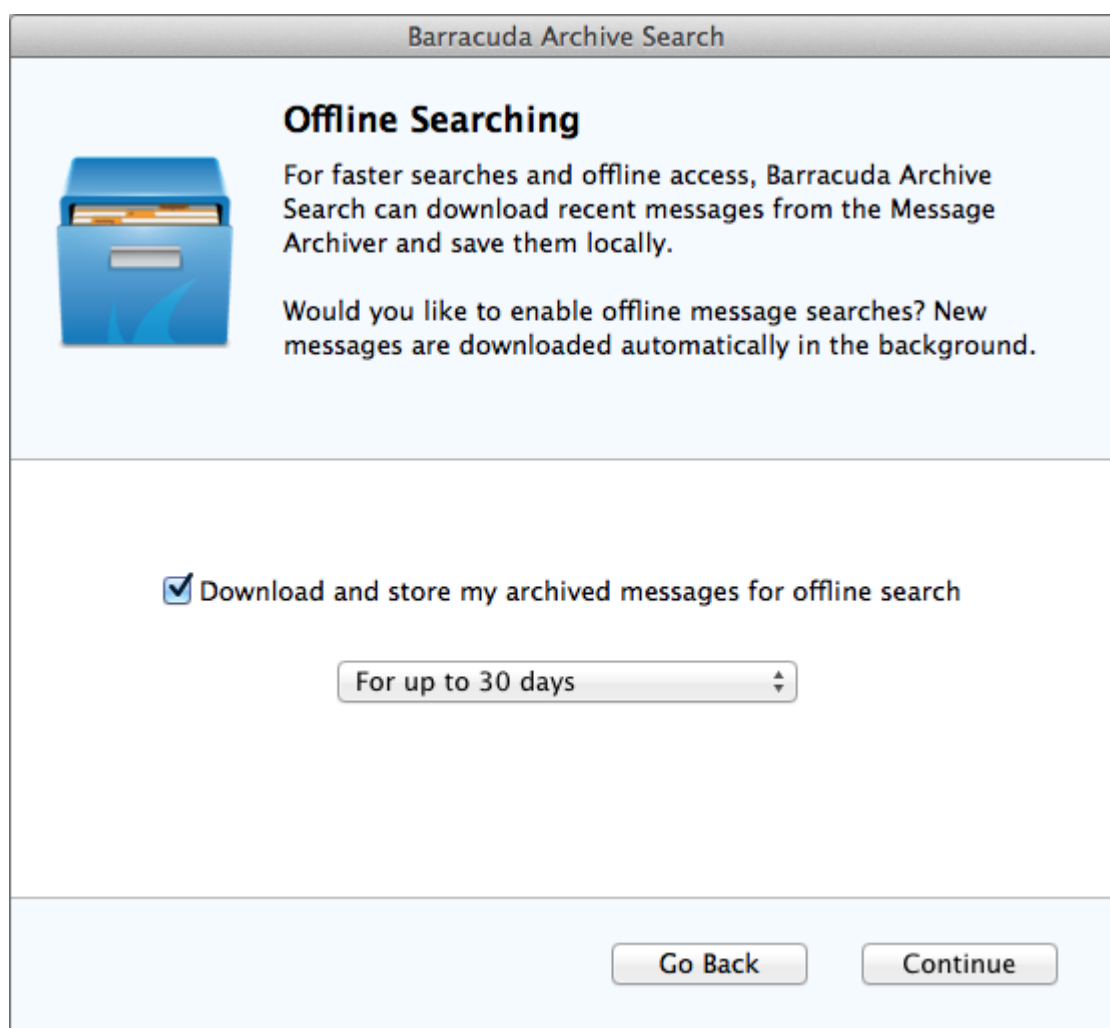 Barracuda Archive Search
Offline Searching
For faster searches and offline access, Barracuda Archive
Search can download recent messages from the Message
Archiver and save them locally.
Would you like to enable offline message searches? New
messages are downloaded automatically in the background.
Download and store my archived messages for offline search
For up to 30 days
Go Back
Continue